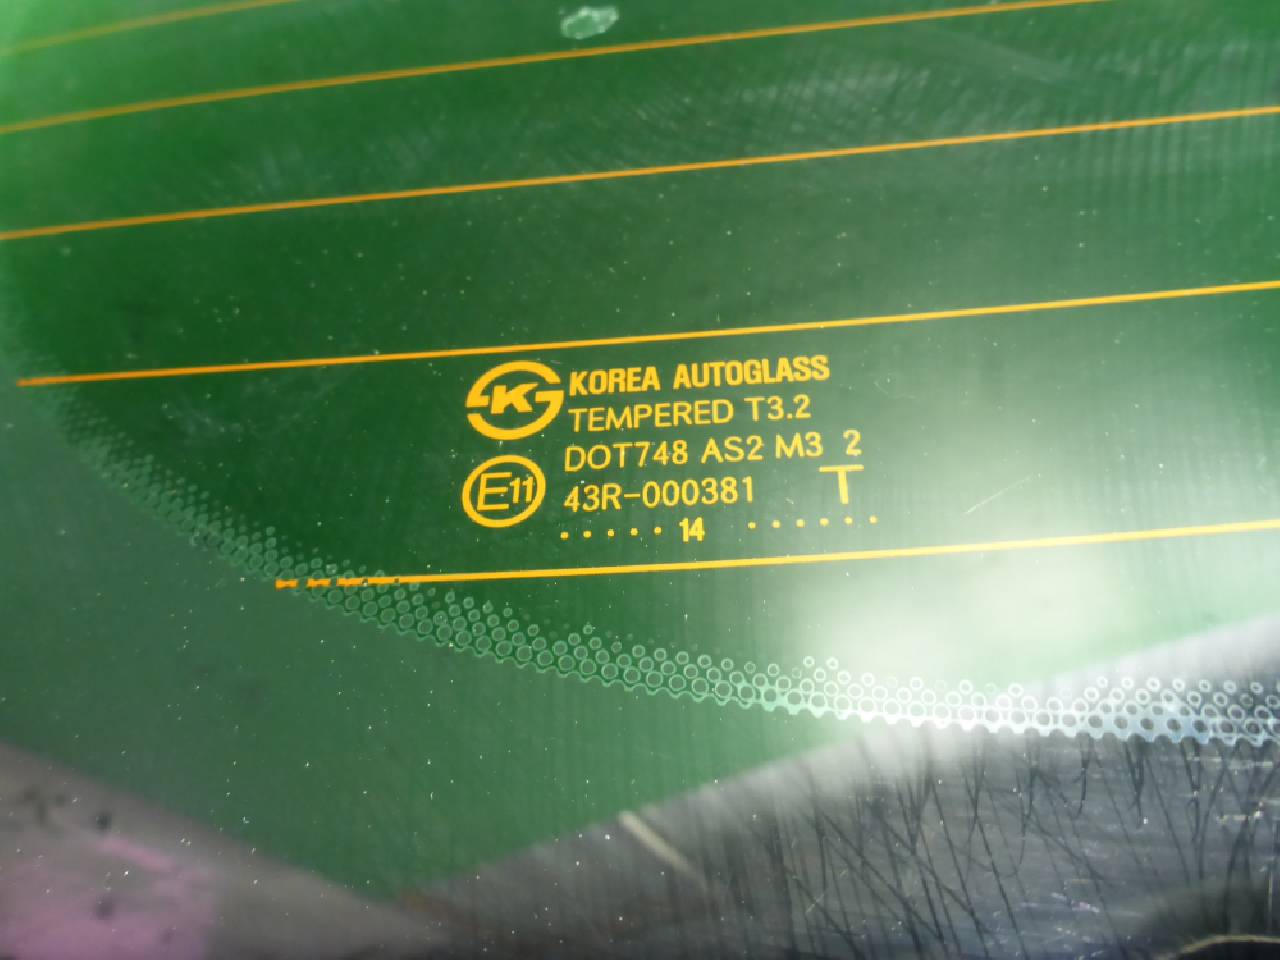 K KOREA AUTOGLASS
TEMPERED T3.2
DOT748 AS2 M3 2
E11 43R-000381 T
. . . . . 14 . . . . . .